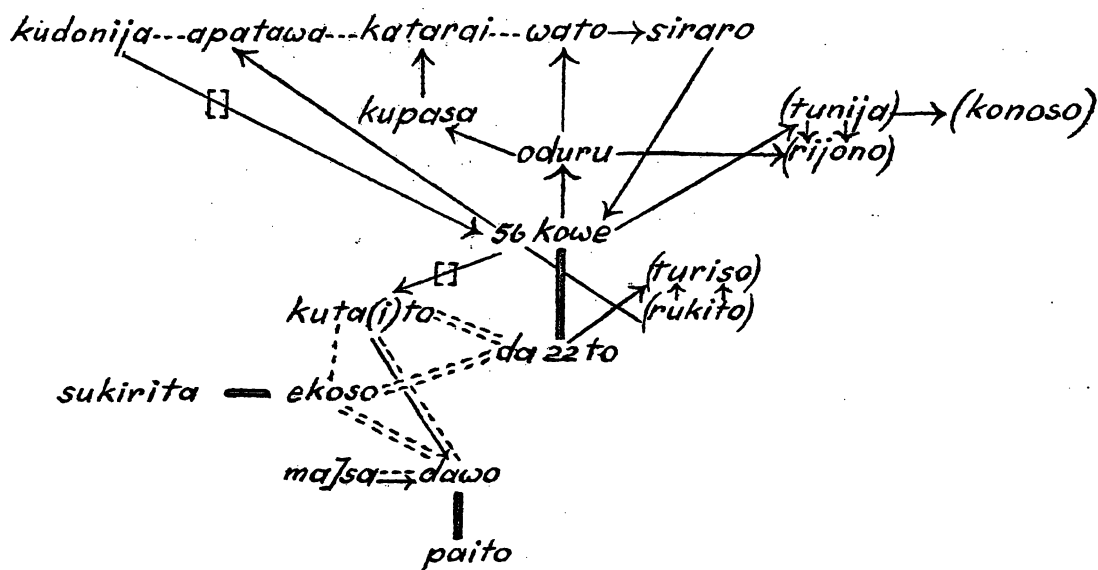 kudonija apatawa katarai wato siraro
kupasa (tunija) (konoso)
oduru (rijono)
[]
56 kowe
[] (turiso)
kuta(i)to (rukito)
da 22 to
sukirita ekoso
ma]sa dawo
paito